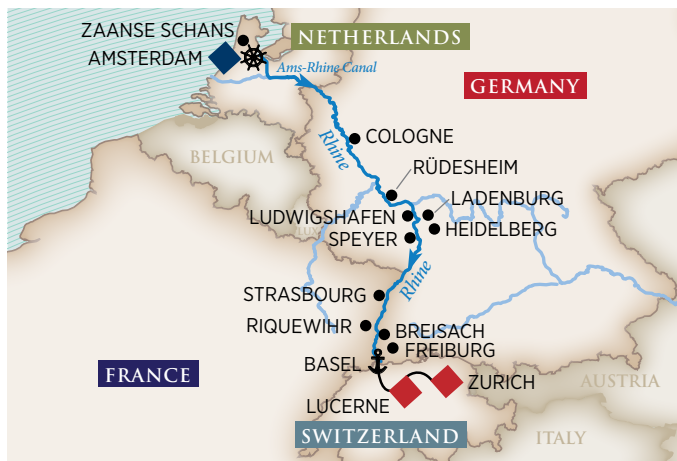 ZAANSE SCHANS
NETHERLANDS
AMSTERDAM
Ams-Rhine Canal
GERMANY
COLOGNE
Rhine
BELGIUM
RÜDESHEIM
LADENBURG
LUDWIGSHAFEN
HEIDELBERG
LUX
SPEYER
Rhine
STRASBOURG
RIQUEWIHR
BREISACH
FREIBURG
BASEL
FRANCE
ZURICH
AUSTRIA
LUCERNE
SWITZERLAND
ITALY